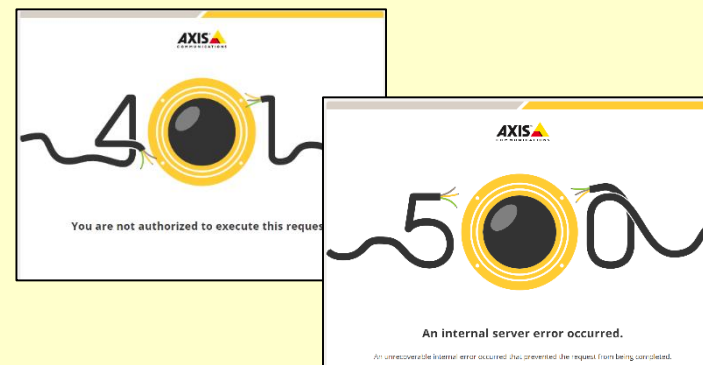 AXIS
COMMUNICATIONS
401
You are not authorized to execute this reques
AXIS
COMMUNICATIONS
500
An internal server error occurred.
An unrecoverable internal error occurred that prevented the request from being completed.